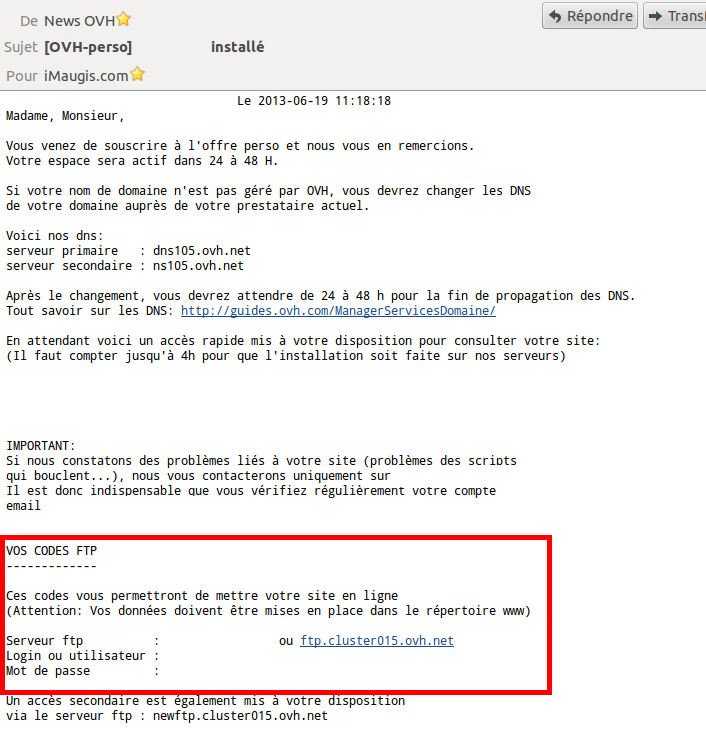 De News OVH
Répondre
Transf
Sujet [OVH-perso] installé
Pour iMaugis.com
Le 2013-06-19 11:18:18
Madame, Monsieur,
Vous venez de souscrire à l'offre perso et nous vous en remercions.
Votre espace sera actif dans 24 à 48 H.
Si votre nom de domaine n'est pas géré par OVH, vous devrez changer les DNS
de votre domaine auprès de votre prestataire actuel.
Voici nos dns:
serveur primaire : dns105.ovh.net
serveur secondaire : ns105.ovh.net
Après le changement, vous devrez attendre de 24 à 48 h pour la fin de propagation des DNS.
Tout savoir sur les DNS: http://guides.ovh.com/ManagerServicesDomaine/
En attendant voici un accès rapide mis à votre disposition pour consulter votre site:
(Il faut compter jusqu'à 4h pour que l'installation soit faite sur nos serveurs)
IMPORTANT:
Si nous constatons des problèmes liés à votre site (problèmes des scripts
qui bouclent...), nous vous contacterons uniquement sur
Il est donc indispensable que vous vérifiez régulièrement votre compte
email
VOS CODES FTP
-------------
Ces codes vous permettront de mettre votre site en ligne
(Attention: Vos données doivent être mises en place dans le répertoire www)
Serveur ftp : ou ftp.cluster015.ovh.net
Login ou utilisateur :
Mot de passe :
Un accès secondaire est également mis à votre disposition
via le serveur ftp : newftp.cluster015.ovh.net